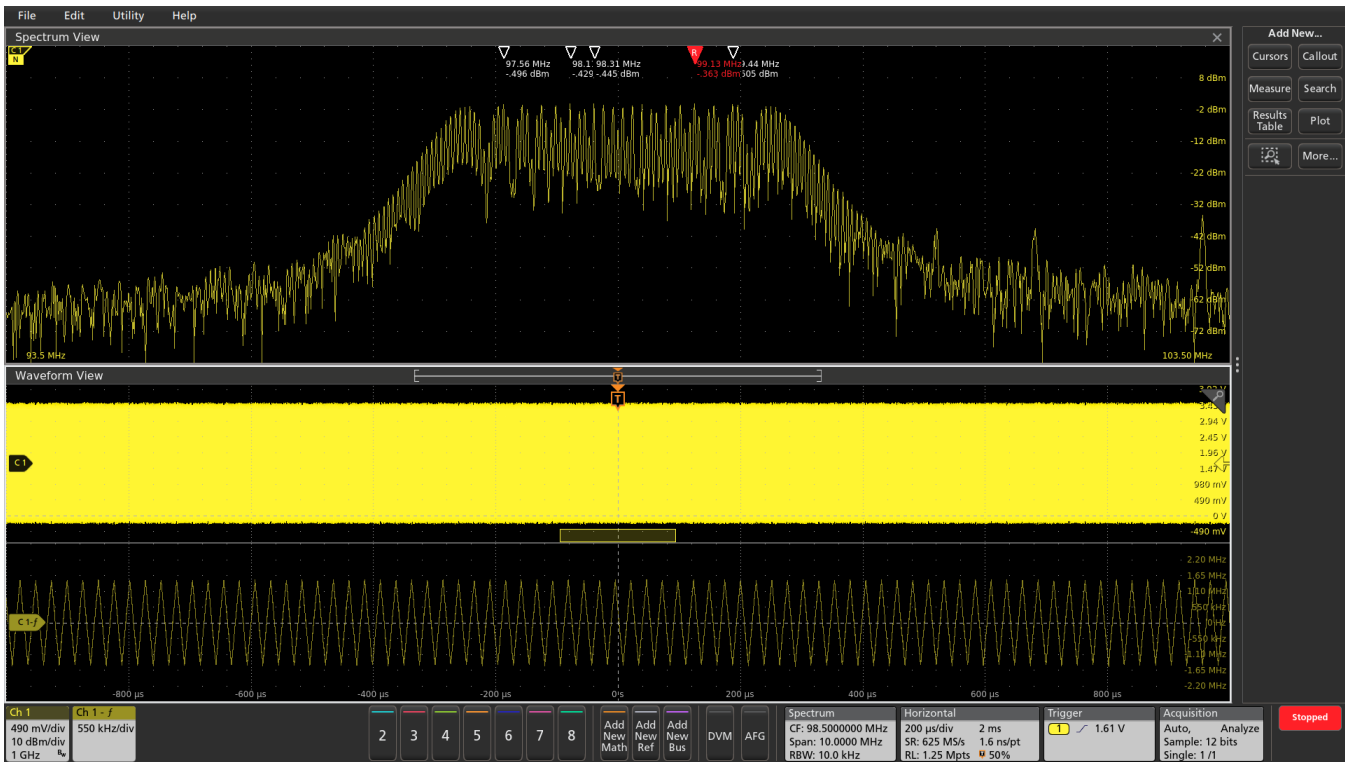 File Edit Utility Help
Spectrum View
Add New...
C 1
N
R
97.56 MHz 98.1 98.31 MHz 99.13 MHz .44 MHz
-.496 dBm -.429 -.445 dBm -.363 dBm 505 dBm
8 dBm
-2 dBm
-12 dBm
-22 dBm
-32 dBm
-42 dBm
-52 dBm
-62 dBm
-72 dBm
93.5 MHz
103.50 MHz
Cursors Callout
Measure Search
Results Table Plot
More...
Waveform View
T
T
C 1
2.94 V
2.45 V
1.96 V
1.47 V
980 mV
490 mV
0 V
-490 mV
C 1-f
2.20 MHz
1.65 MHz
1.10 MHz
550 kHz
0 Hz
-550 kHz
-1.10 MHz
-1.65 MHz
-2.20 MHz
-800 µs -600 µs -400 µs -200 µs 0 s 200 µs 400 µs 600 µs 800 µs
Ch 1
490 mV/div
10 dBm/div
1 GHz Bw
Ch 1 - f
550 kHz/div
2 3 4 5 6 7 8
Add New Math
Add New Ref
Add New Bus
DVM
AFG
Spectrum
CF: 98.5000000 MHz
Span: 10.0000 MHz
RBW: 10.0 kHz
Horizontal
200 µs/div 2 ms
SR: 625 MS/s 1.6 ns/pt
RL: 1.25 Mpts 50%
Trigger
1 1.61 V
Acquisition
Auto, Analyze
Sample: 12 bits
Single: 1 /1
Stopped